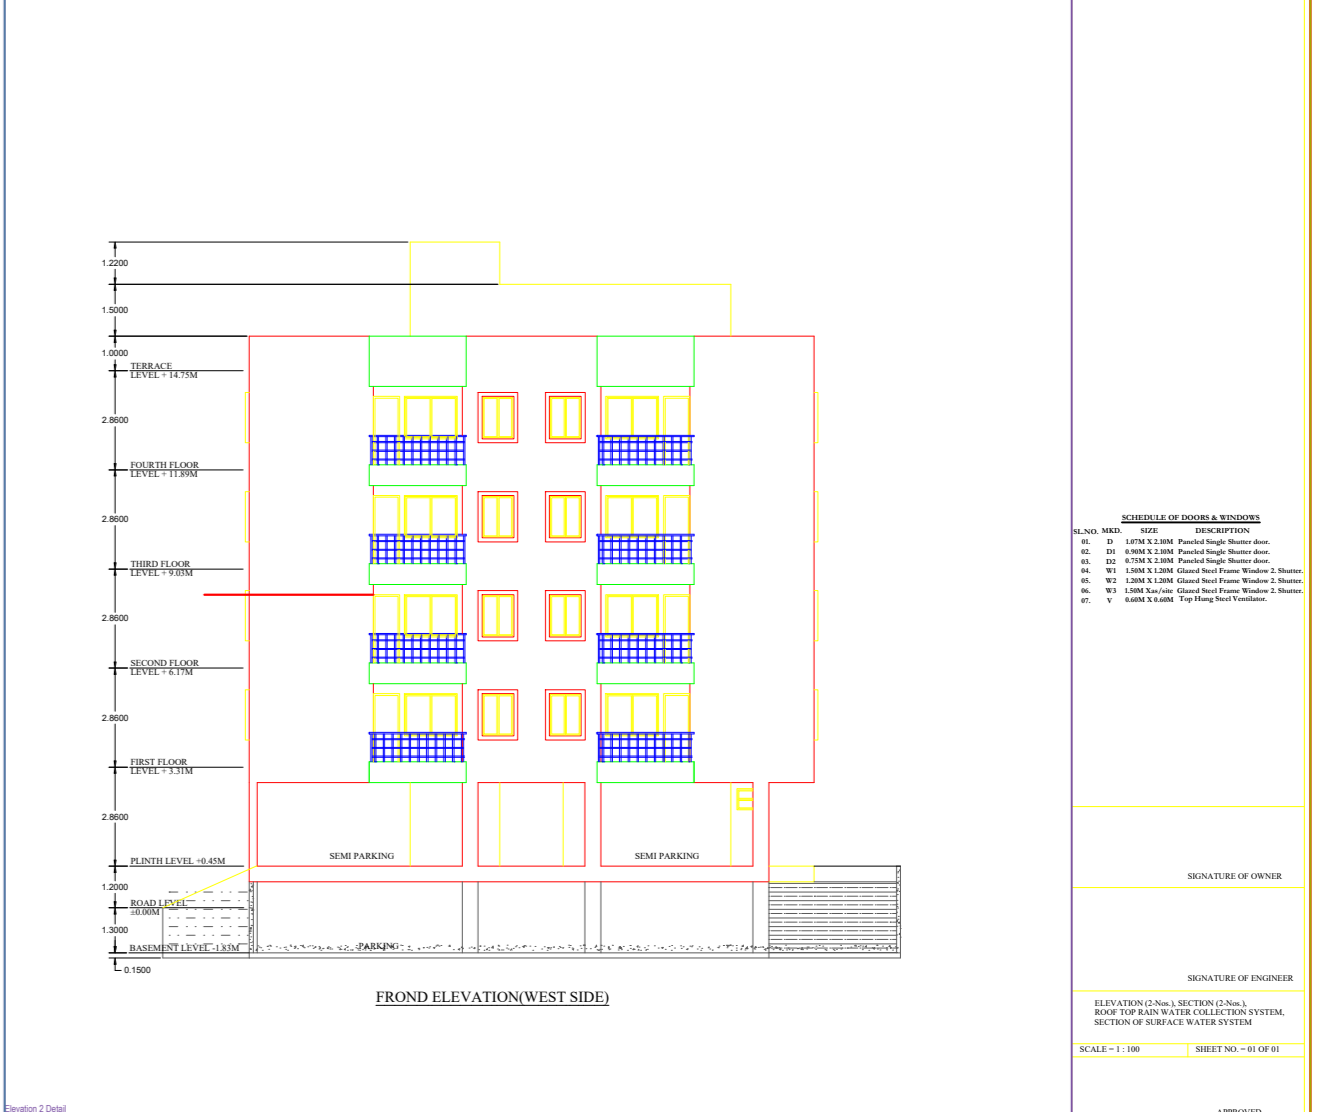 1.2200
1.5000
1.0000
TERRACE
LEVEL + 14.75M
2.8600
FOURTH FLOOR
LEVEL + 11.89M
2.8600
THIRD FLOOR
LEVEL + 9.03M
2.8600
SECOND FLOOR
LEVEL + 6.17M
2.8600
FIRST FLOOR
LEVEL + 3.31M
2.8600
SEMI PARKING
SEMI PARKING
PLINTH LEVEL +0.45M
1.2000
ROAD LEVEL
±0.00M
1.3000
BASEMENT LEVEL -1.83M
PARKING
0.1500
FROND ELEVATION(WEST SIDE)
SCHEDULE OF DOORS & WINDOWS
SL.NO. MKD. SIZE DESCRIPTION
01. D 1.07M X 2.10M Paneled Single Shutter door.
02. D1 0.90M X 2.10M Paneled Single Shutter door.
03. D2 0.75M X 2.10M Paneled Single Shutter door.
04. W1 1.50M X 1.20M Glazed Steel Frame Window 2. Shutter.
05. W2 1.20M X 1.20M Glazed Steel Frame Window 2. Shutter.
06. W3 1.50M Xas/site Glazed Steel Frame Window 2. Shutter.
07. V 0.60M X 0.60M Top Hung Steel Ventilator.
SIGNATURE OF OWNER
SIGNATURE OF ENGINEER
ELEVATION (2-Nos.), SECTION (2-Nos.),
ROOF TOP RAIN WATER COLLECTION SYSTEM,
SECTION OF SURFACE WATER SYSTEM
SCALE = 1 : 100 SHEET NO. = 01 OF 01
APPROVED
Elevation 2 Detail